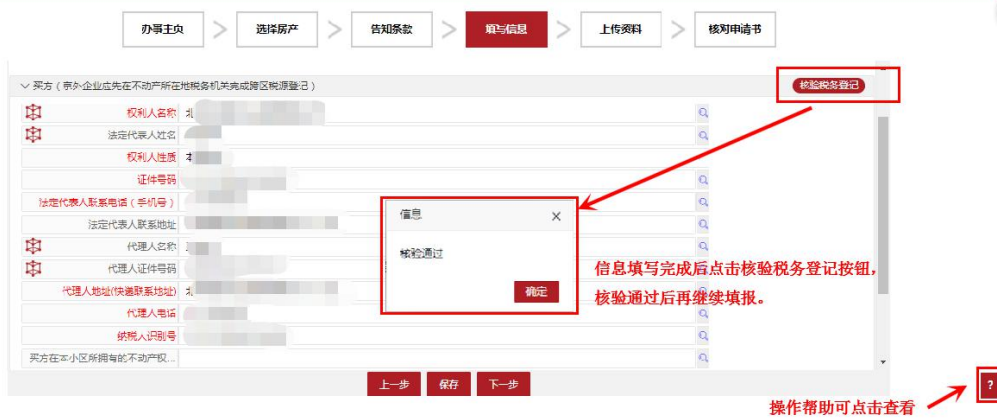 办事主页 > 选择房产 > 告知条款 > 填写信息 > 上传资料 > 核对申请书
买方（京外企业应先在不动产所在地税务机关完成跨区税源登记）
核验税务登记
权利人名称 北
法定代表人姓名
权利人性质
证件号码
法定代表人联系电话（手机号）
法定代表人联系地址
代理人名称
代理人证件号码
代理人地址(快递联系地址) 北
代理人电话
纳税人识别号
买方在本小区所拥有的不动产权...
信息 ×
核验通过
确定
信息填写完成后点击核验税务登记按钮，
核验通过后再继续填报。
上一步 保存 下一步
?
操作帮助可点击查看